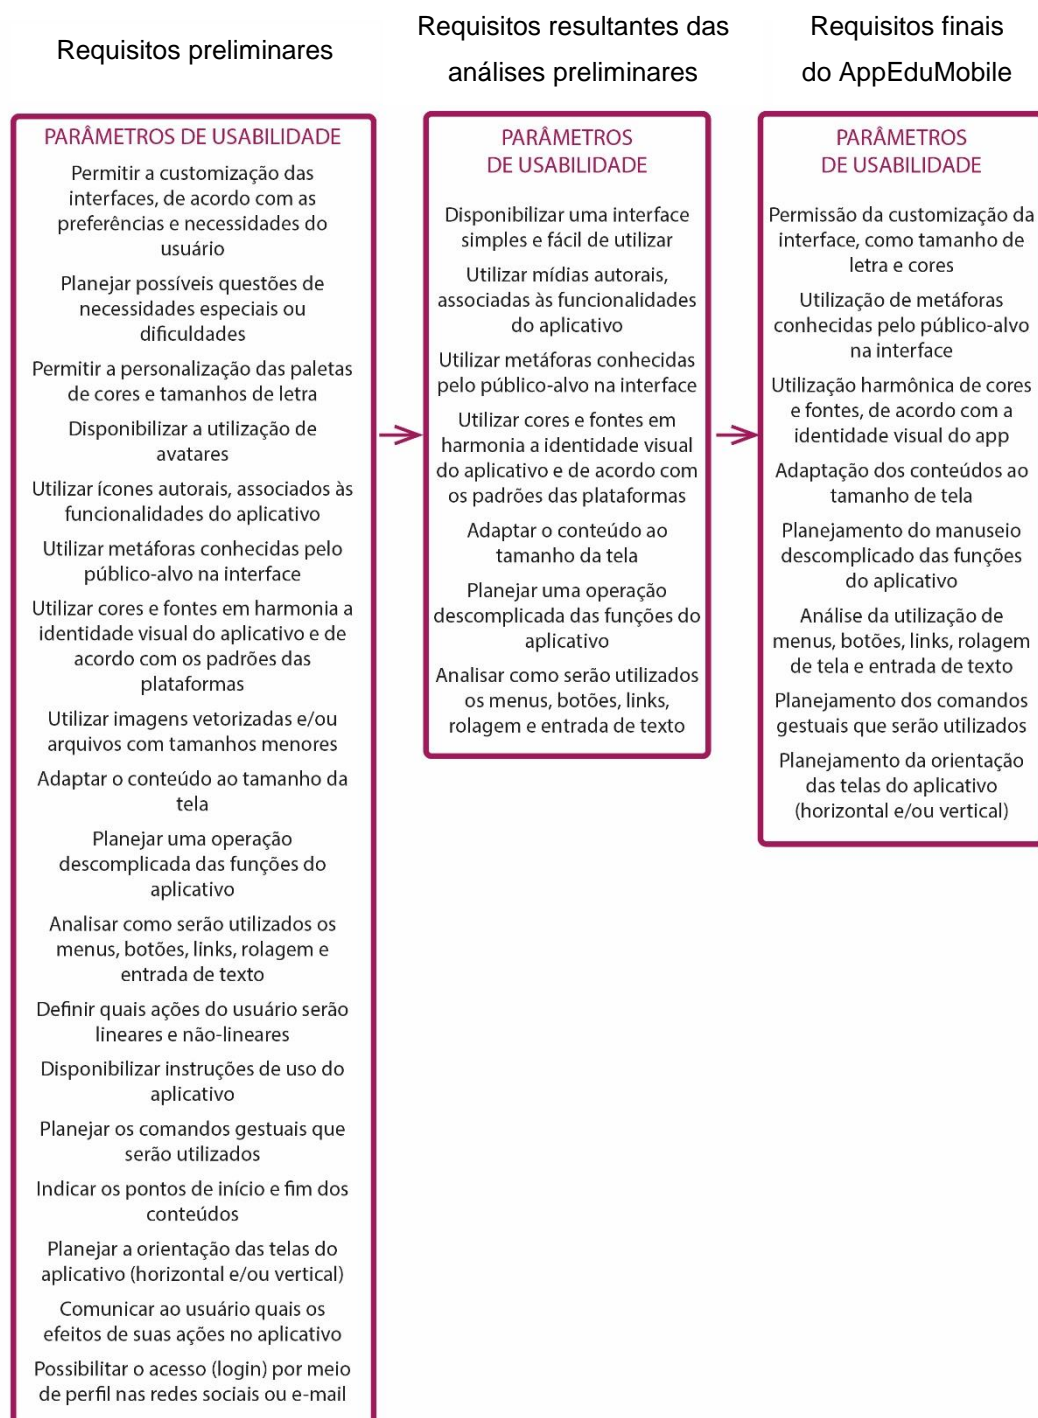 Requisitos preliminares
Requisitos resultantes das
análises preliminares
Requisitos finais
do AppEduMobile
PARÂMETROS DE USABILIDADE
Permitir a customização das
interfaces, de acordo com as
preferências e necessidades do
usuário
Planejar possíveis questões de
necessidades especiais ou
dificuldades
Permitir a personalização das paletas
de cores e tamanhos de letra
Disponibilizar a utilização de
avatares
Utilizar ícones autorais, associados às
funcionalidades do aplicativo
Utilizar metáforas conhecidas pelo
público-alvo na interface
Utilizar cores e fontes em harmonia a
identidade visual do aplicativo e de
acordo com os padrões das
plataformas
Utilizar imagens vetorizadas e/ou
arquivos com tamanhos menores
Adaptar o conteúdo ao tamanho da
tela
Planejar uma operação
descomplicada das funções do
aplicativo
Analisar como serão utilizados os
menus, botões, links, rolagem e
entrada de texto
Definir quais ações do usuário serão
lineares e não-lineares
Disponibilizar instruções de uso do
aplicativo
Planejar os comandos gestuais que
serão utilizados
Indicar os pontos de início e fim dos
conteúdos
Planejar a orientação das telas do
aplicativo (horizontal e/ou vertical)
Comunicar ao usuário quais os
efeitos de suas ações no aplicativo
Possibilitar o acesso (login) por meio
de perfil nas redes sociais ou e-mail
PARÂMETROS
DE USABILIDADE
Disponibilizar uma interface
simples e fácil de utilizar
Utilizar mídias autorais,
associadas às funcionalidades
do aplicativo
Utilizar metáforas conhecidas
pelo público-alvo na interface
Utilizar cores e fontes em
harmonia a identidade visual
do aplicativo e de acordo com
os padrões das plataformas
Adaptar o conteúdo ao
tamanho da tela
Planejar uma operação
descomplicada das funções do
aplicativo
Analisar como serão utilizados
os menus, botões, links,
rolagem e entrada de texto
PARÂMETROS
DE USABILIDADE
Permissão da customização da
interface, como tamanho de
letra e cores
Utilização de metáforas
conhecidas pelo público-alvo
na interface
Utilização harmônica de cores
e fontes, de acordo com a
identidade visual do app
Adaptação dos conteúdos ao
tamanho de tela
Planejamento do manuseio
descomplicado das funções
do aplicativo
Análise da utilização de
menus, botões, links, rolagem
de tela e entrada de texto
Planejamento dos comandos
gestuais que serão utilizados
Planejamento da orientação
das telas do aplicativo
(horizontal e/ou vertical)